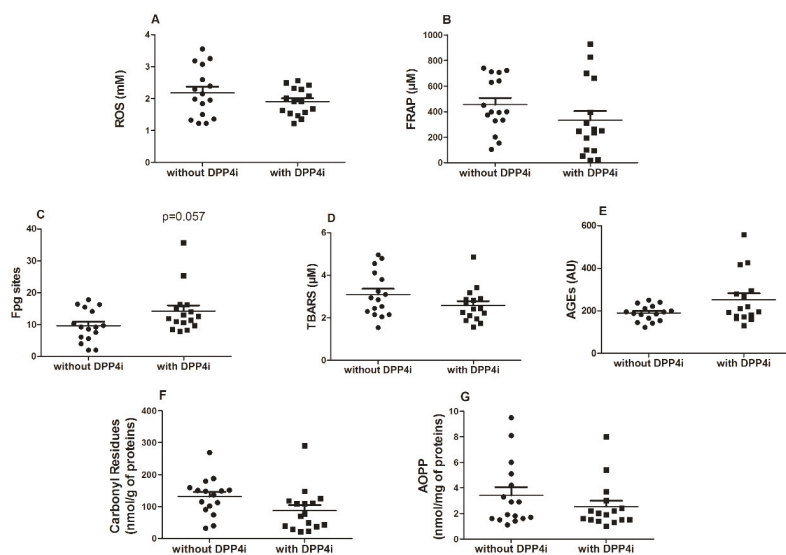 A
ROS (mM)
4
3
2
1
0
without DPP4i with DPP4i
B
FRAP (µM)
1000
800
600
400
200
0
without DPP4i with DPP4i
C
p=0.057
Fpg sites
40
30
20
10
0
without DPP4i with DPP4i
D
TBARS (µM)
6
4
2
0
without DPP4i with DPP4i
E
AGEs (AU)
600
400
200
0
without DPP4i with DPP4i
F
Carbonyl Residues
(nmol/g of proteins)
400
300
200
100
0
without DPP4i with DPP4i
G
AOPP
(nmol/mg of proteins)
10
8
6
4
2
0
without DPP4i with DPP4i